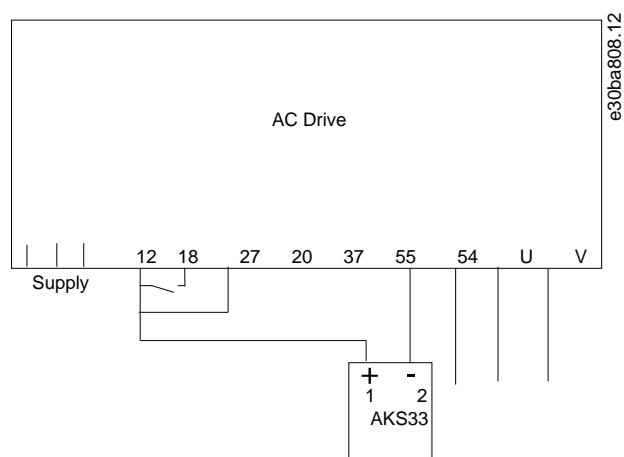 e30ba808.12
AC Drive
12 18 27 20 37 55 54 U V
Supply
+ -
1 2
AKS33